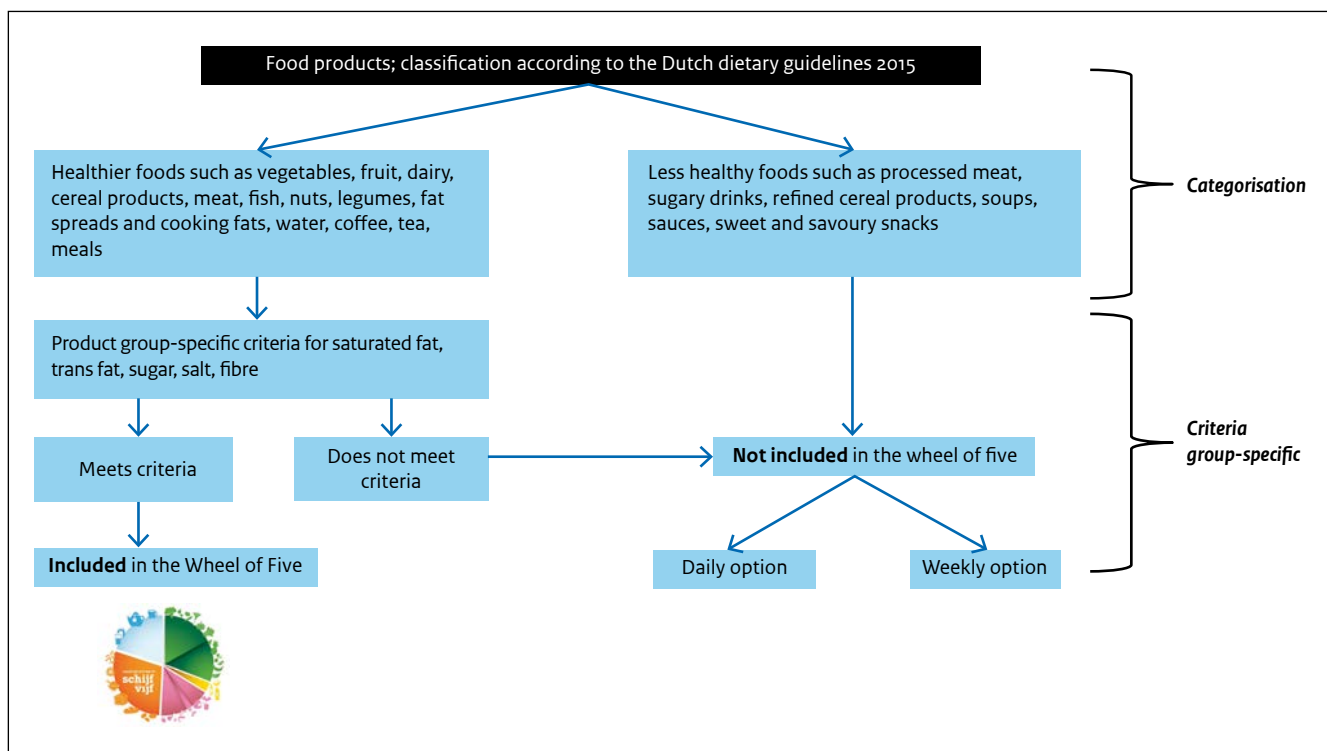 Food products; classification according to the Dutch dietary guidelines 2015
Healthier foods such as vegetables, fruit, dairy,
cereal products, meat, fish, nuts, legumes, fat
spreads and cooking fats, water, coffee, tea,
meals
Less healthy foods such as processed meat,
sugary drinks, refined cereal products, soups,
sauces, sweet and savoury snacks
Categorisation
Product group-specific criteria for saturated fat,
trans fat, sugar, salt, fibre
Meets criteria
Does not meet
criteria
Not included in the wheel of five
Criteria
group-specific
Included in the Wheel of Five
Daily option
Weekly option
schijf
vijf